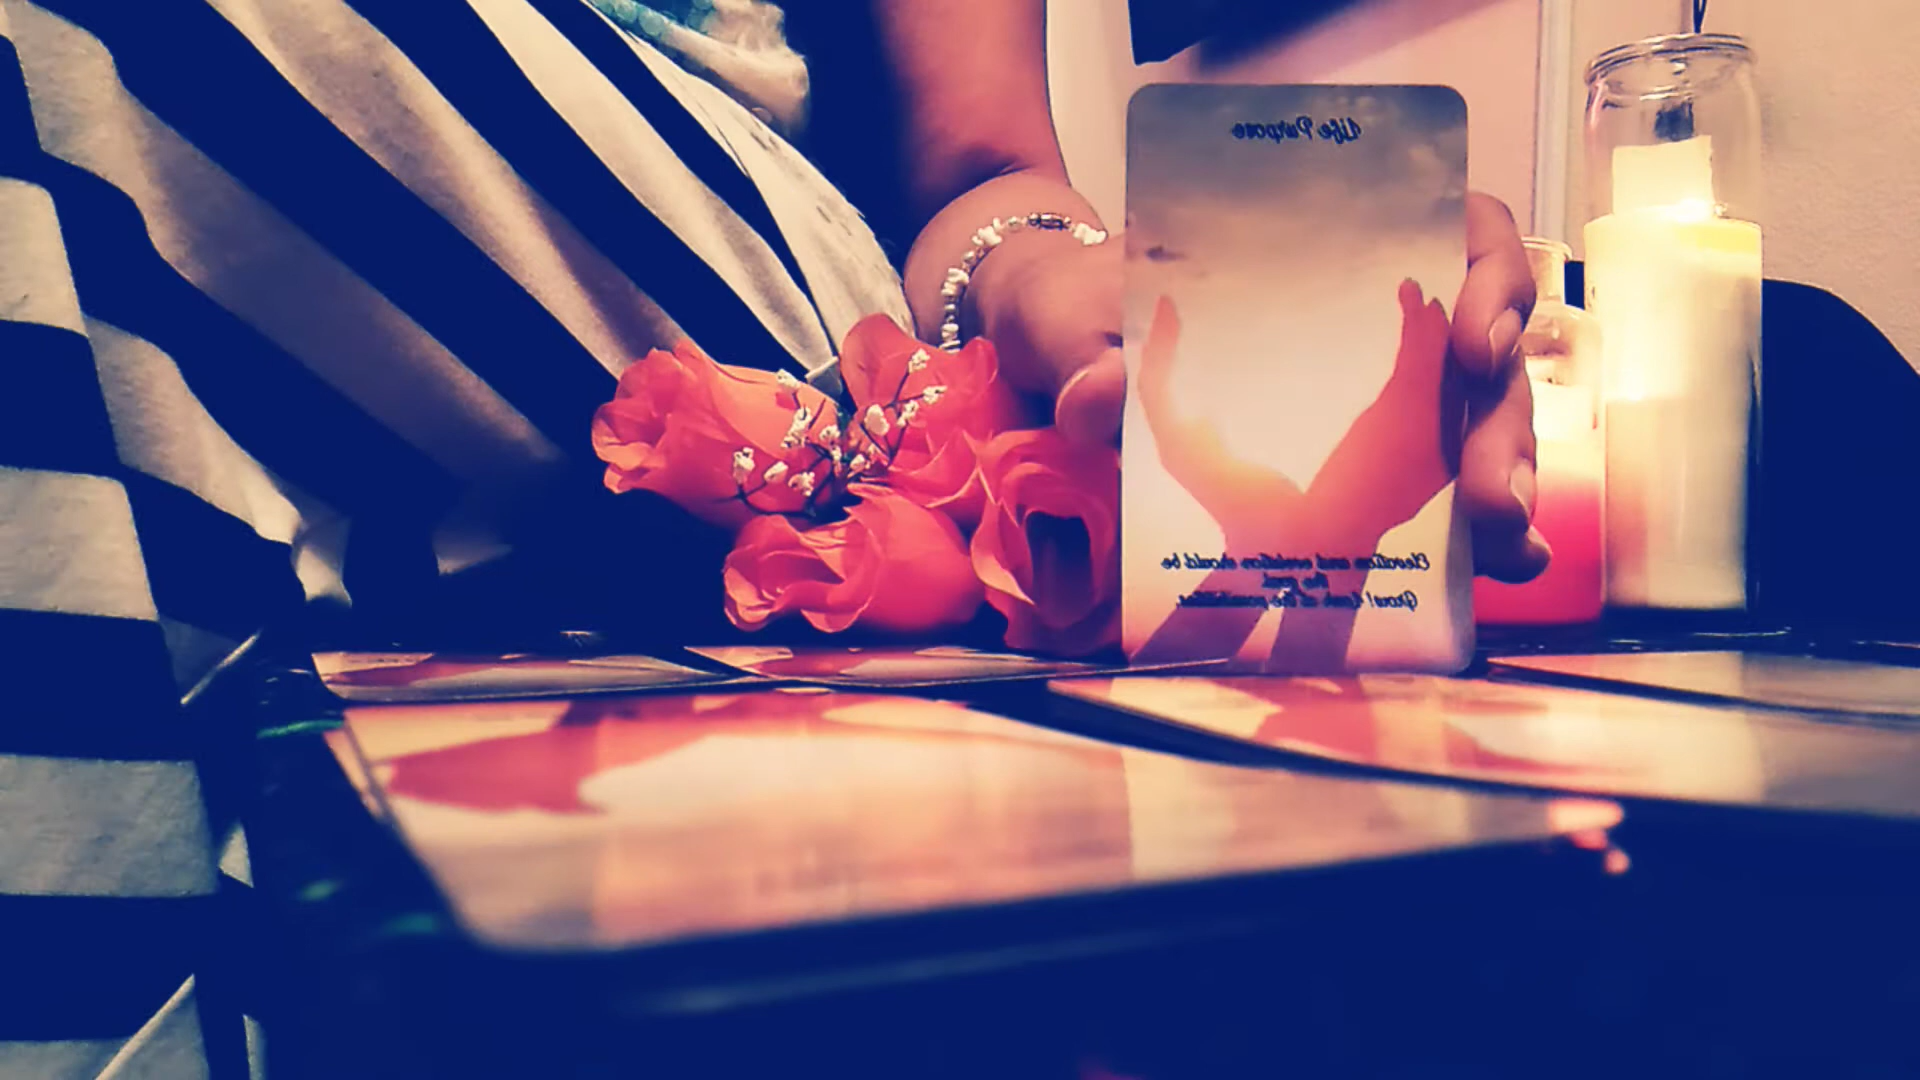 Life Purpose
Elevation and evolution should be
the goal.
Grow! Look at the possibilities.